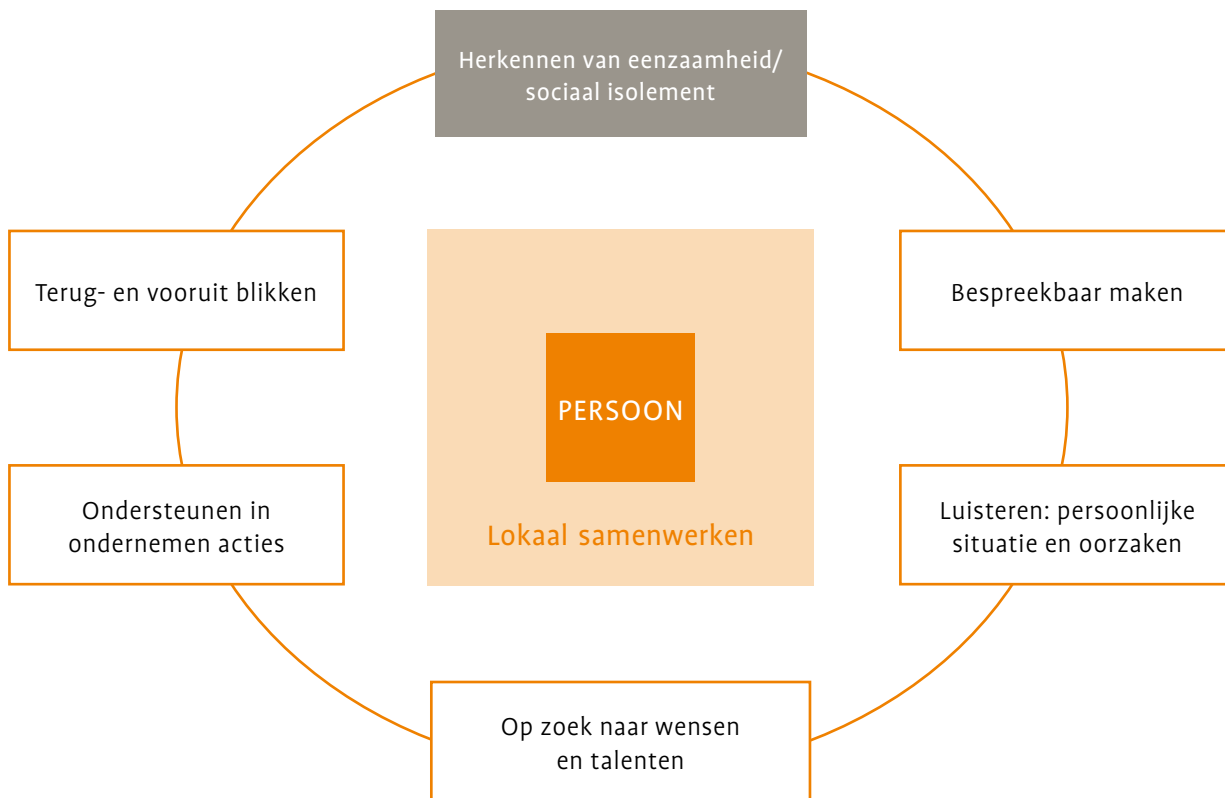 Herkennen van eenzaamheid/
sociaal isolement
Terug- en vooruit blikken
Bespreekbaar maken
PERSOON
Lokaal samenwerken
Ondersteunen in
ondernemen acties
Luisteren: persoonlijke
situatie en oorzaken
Op zoek naar wensen
en talenten